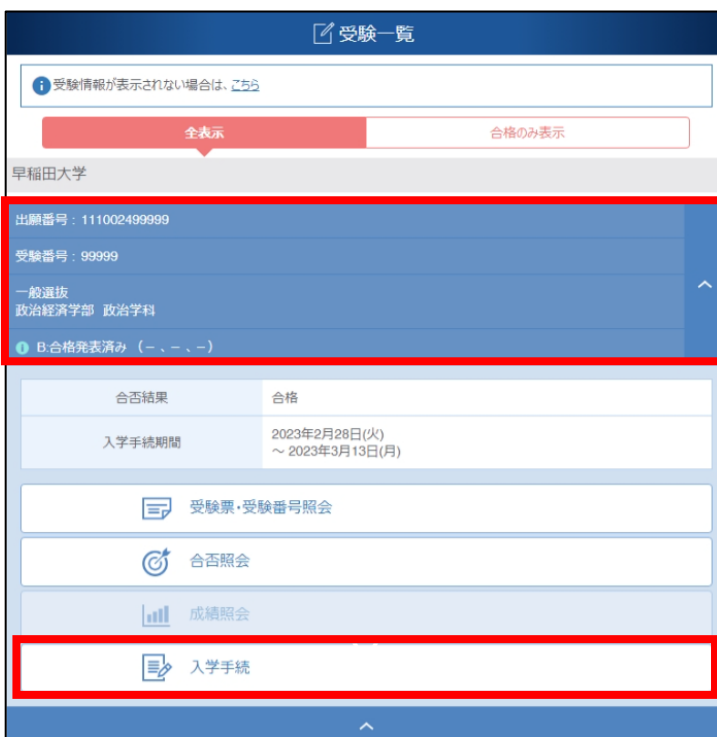 受験一覧
受験情報が表示されない場合は、こちら
全表示
合格のみ表示
早稲田大学
出願番号：111002499999
受験番号：99999
一般選抜
政治経済学部 政治学科
B:合格発表済み （－、－、－）
合否結果
合格
入学手続期間
2023年2月28日(火)
～ 2023年3月13日(月)
受験票・受験番号照会
合否照会
成績照会
入学手続